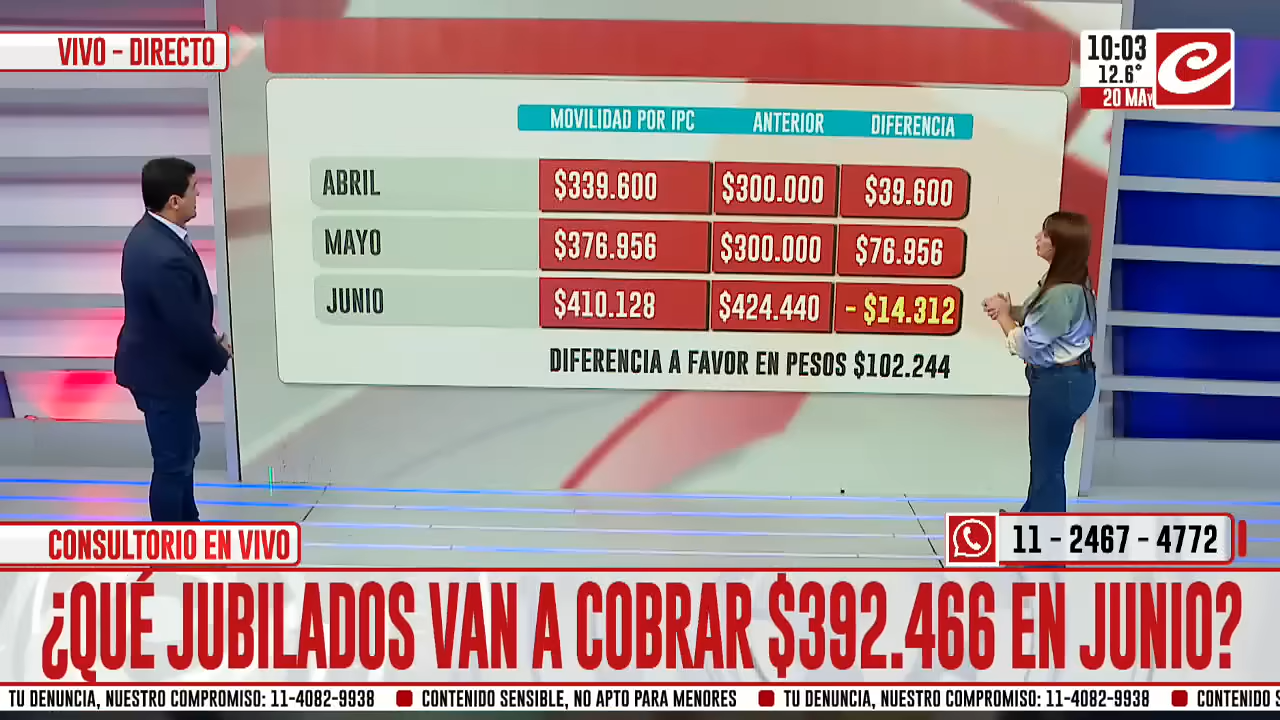 VIVO - DIRECTO
10:03
12.6°
20 MAY
MOVILIDAD POR IPC ANTERIOR DIFERENCIA
ABRIL $339.600 $300.000 $39.600
MAYO $376.956 $300.000 $76.956
JUNIO $410.128 $424.440 - $14.312
DIFERENCIA A FAVOR EN PESOS $102.244
CONSULTORIO EN VIVO
11 - 2467 - 4772
¿QUÉ JUBILADOS VAN A COBRAR $392.466 EN JUNIO?
TU DENUNCIA, NUESTRO COMPROMISO: 11-4082-9938 CONTENIDO SENSIBLE, NO APTO PARA MENORES TU DENUNCIA, NUESTRO COMPROMISO: 11-4082-9938 CONTENIDO S